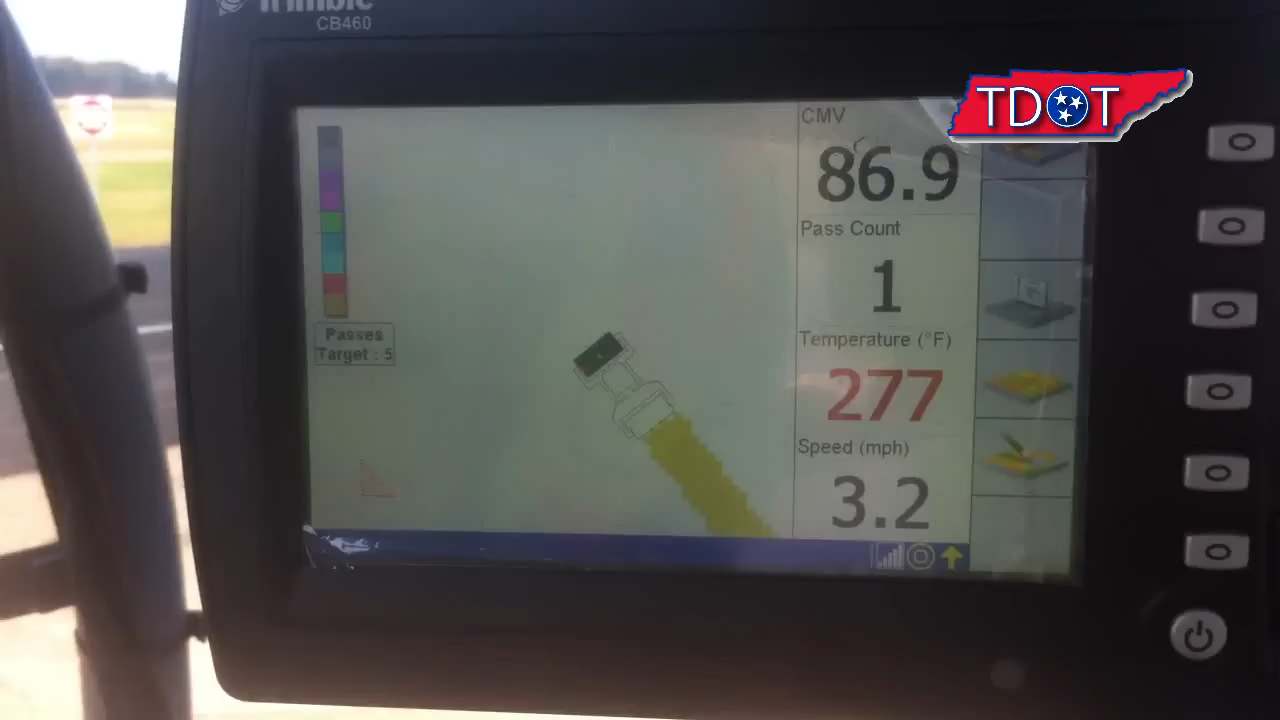 Trimble
CB460
TDOT
CMV
86.9
Pass Count
1
Temperature (°F)
277
Speed (mph)
3.2
Passes
Target : 5